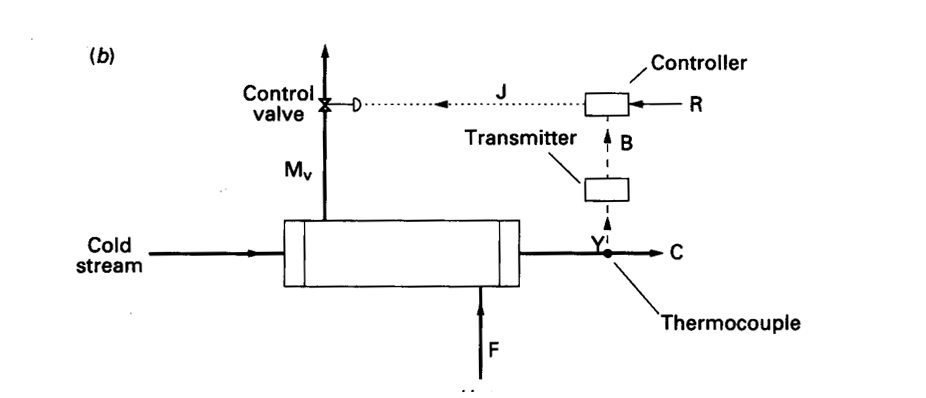 (b)
Controller
Control
valve
J
R
Transmitter
B
Mv
Cold
stream
Y
C
Thermocouple
F